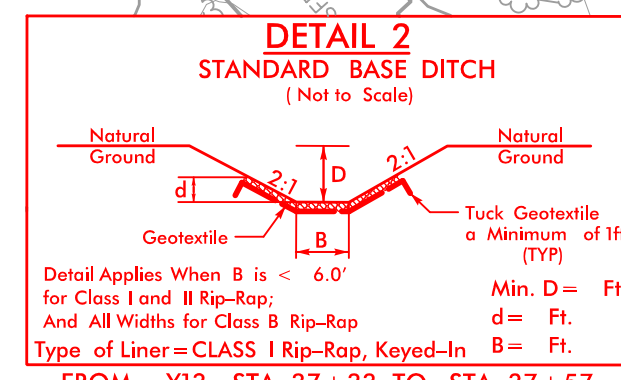 DETAIL 2
STANDARD BASE DITCH
( Not to Scale)
Natural
Ground
Natural
Ground
2:1
D
2:1
d
Geotextile
B
Tuck Geotextile
a Minimum of 1ft
(TYP)
Detail Applies When B is < 6.0'
for Class I and II Rip-Rap;
And All Widths for Class B Rip-Rap
Min. D = Ft
d = Ft.
B = Ft.
Type of Liner = CLASS I Rip-Rap, Keyed-In